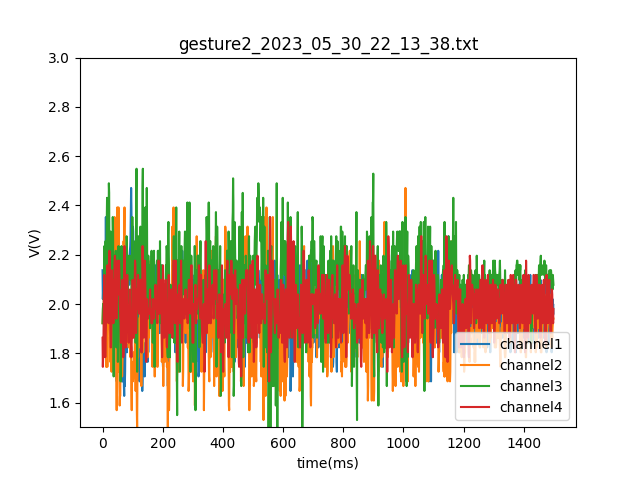 gesture2_2023_05_30_22_13_38.txt
3.0
2.8
2.6
2.4
2.2
2.0
1.8
1.6
V(V)
0 200 400 600 800 1000 1200 1400
time(ms)
channel1
channel2
channel3
channel4